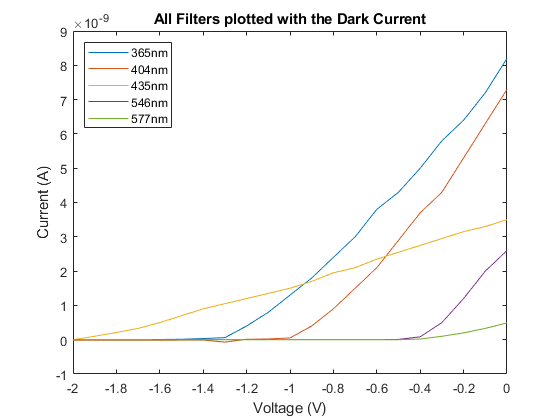 All Filters plotted with the Dark Current
×10⁻⁹
9
8
7
6
5
4
3
2
1
0
-1
Current (A)
365nm
404nm
435nm
546nm
577nm
-2 -1.8 -1.6 -1.4 -1.2 -1 -0.8 -0.6 -0.4 -0.2 0
Voltage (V)